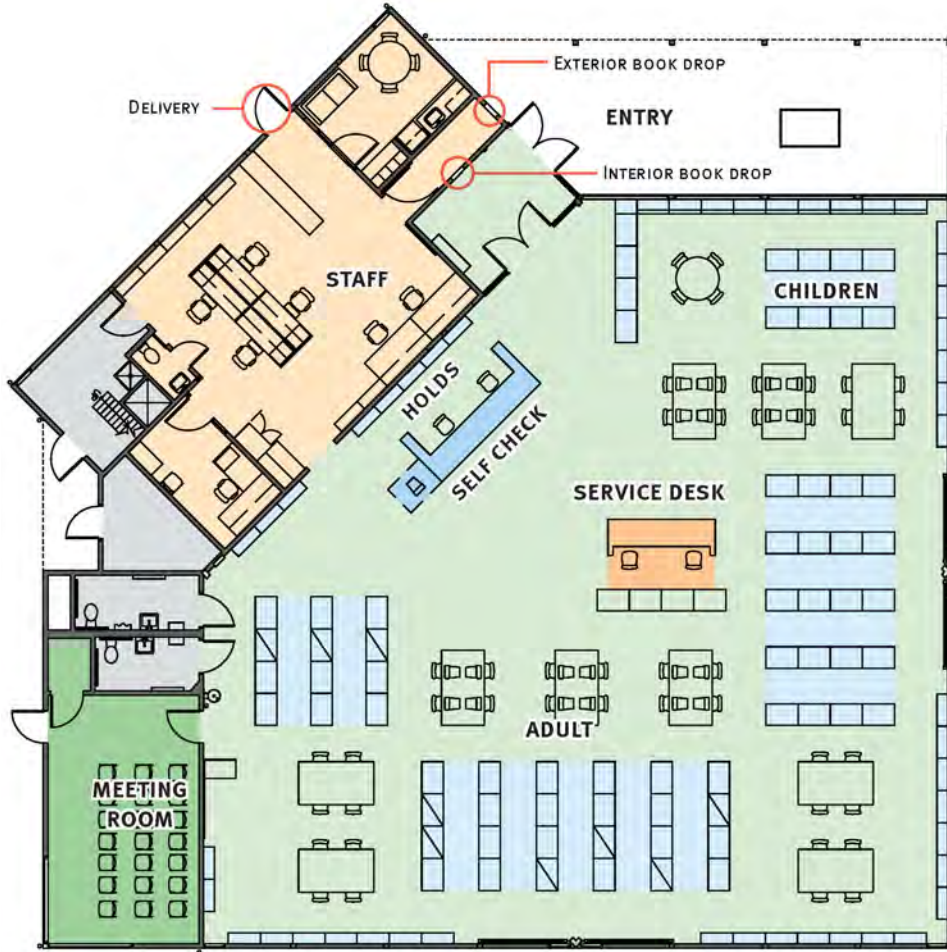 EXTERIOR BOOK DROP
DELIVERY
ENTRY
INTERIOR BOOK DROP
STAFF
CHILDREN
HOLDS
SELF CHECK
SERVICE DESK
ADULT
MEETING
ROOM